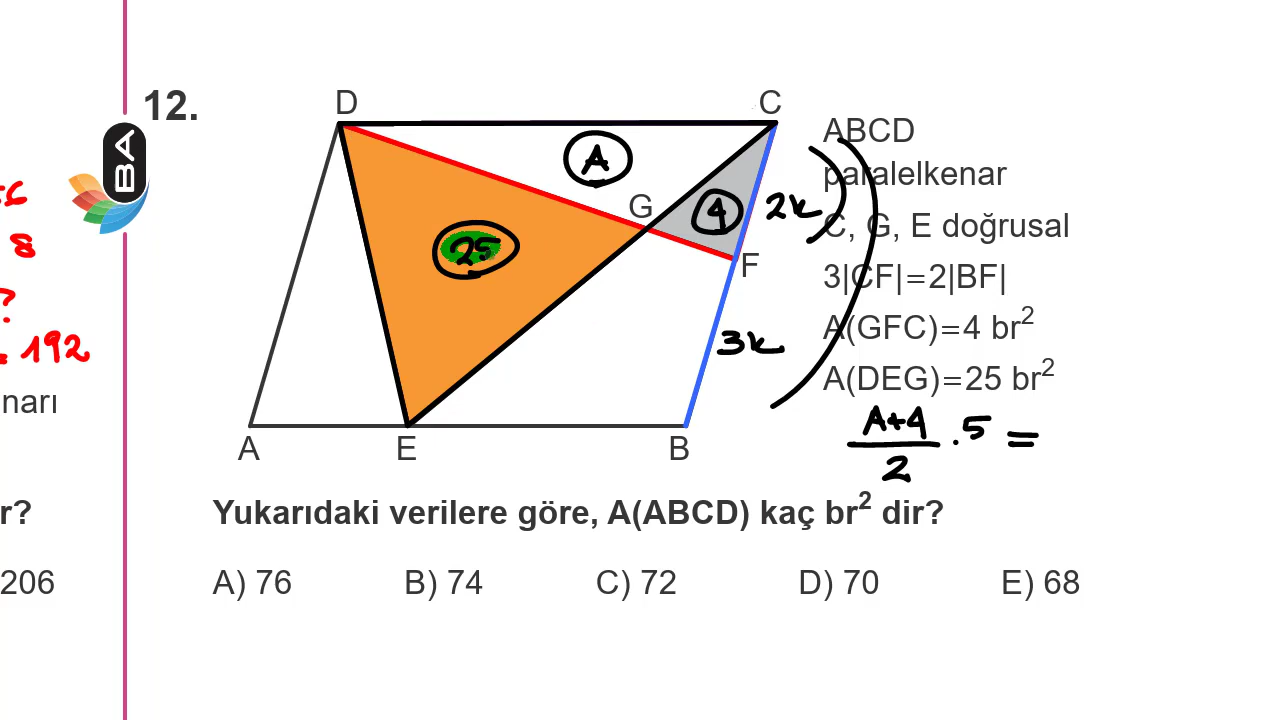 12.
BA
D
C
ABCD
paralelkenar
A
G
4
2k
C, G, E doğrusal
25
F
3|CF|=2|BF|
8
?
3k
A(GFC)=4 br²
192
A(DEG)=25 br²
narı
A+4/2 . 5 =
A
E
B
r?
Yukarıdaki verilere göre, A(ABCD) kaç br² dir?
206
A) 76 B) 74 C) 72 D) 70 E) 68